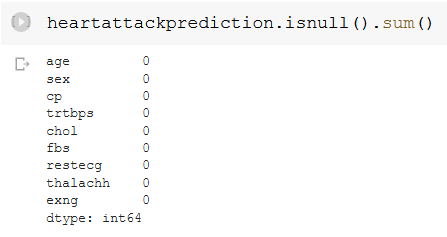 heartattackprediction.isnull().sum()
age 0
sex 0
cp 0
trtbps 0
chol 0
fbs 0
restecg 0
thalachh 0
exng 0
dtype: int64